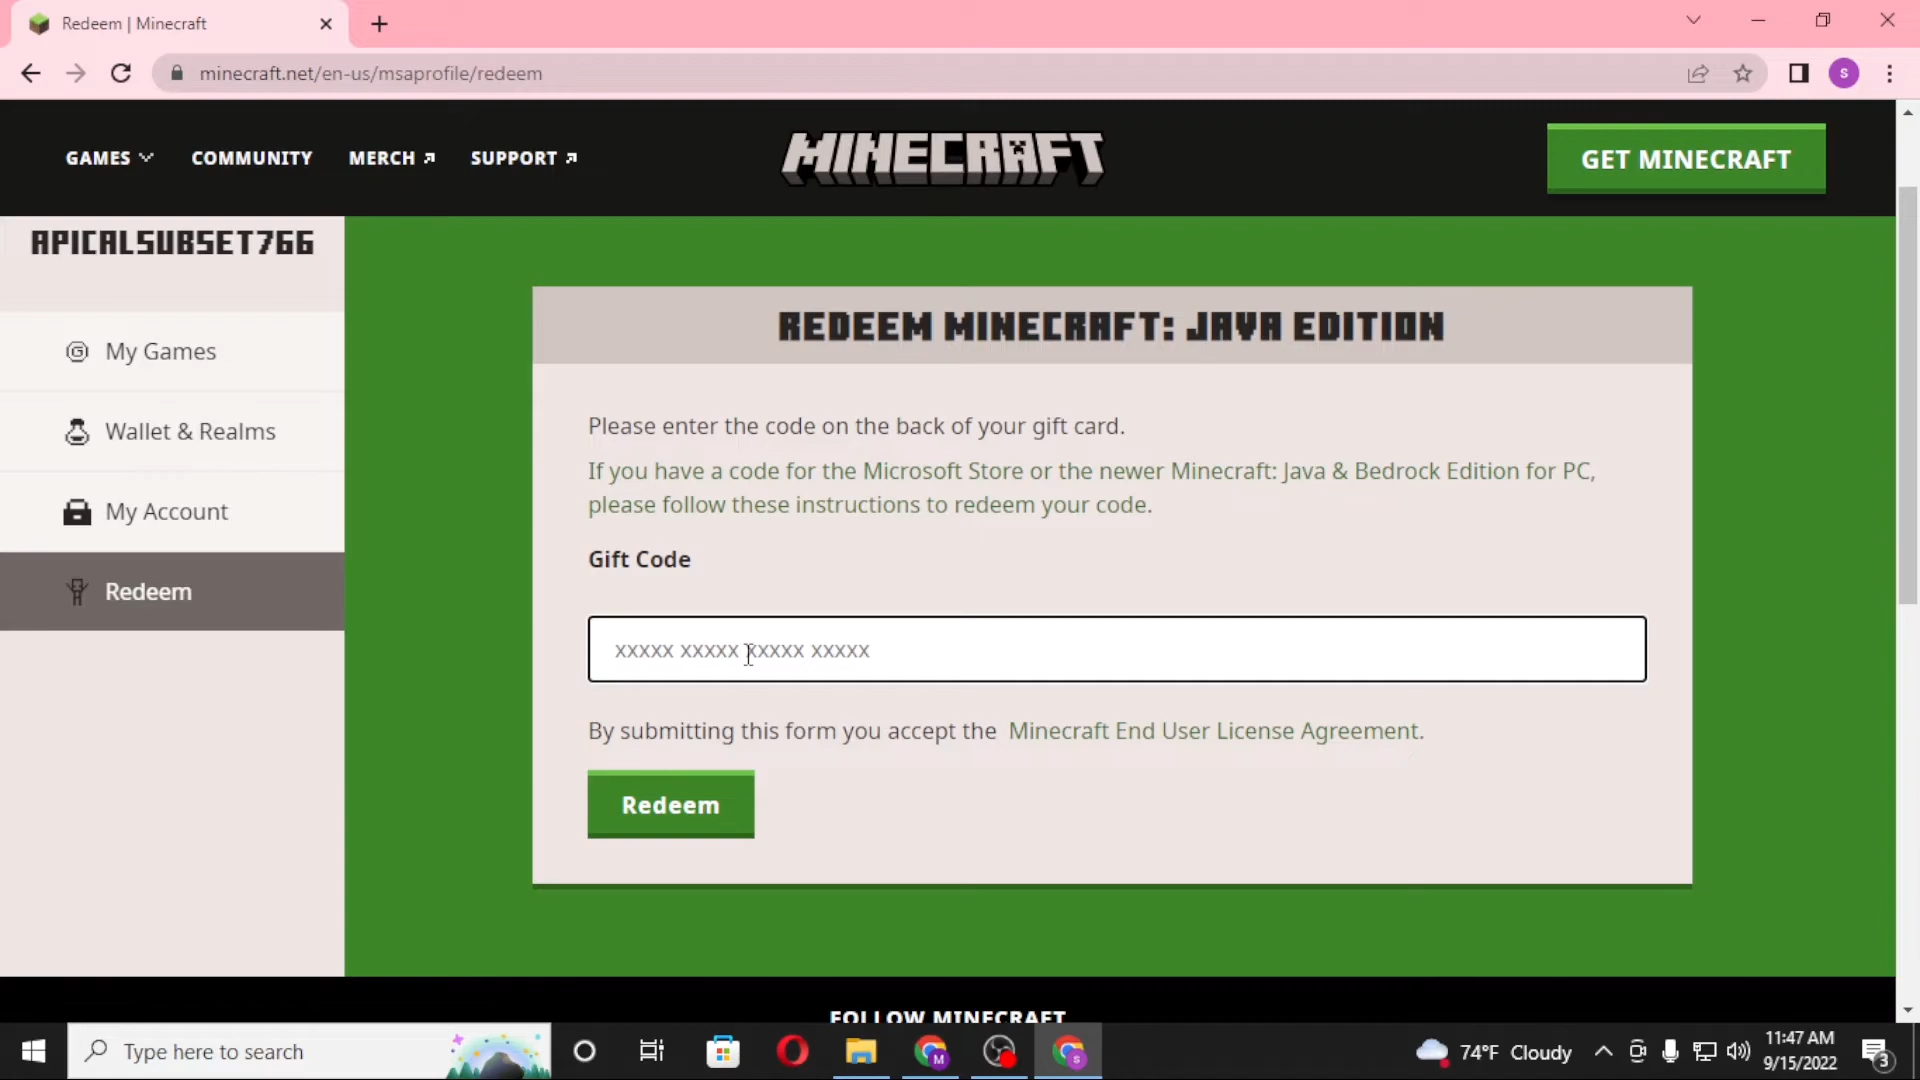 Redeem | Minecraft
minecraft.net/en-us/msaprofile/redeem
S
GAMES
COMMUNITY
MERCH
SUPPORT
MINECRAFT
GET MINECRAFT
APICALSUBSET766
My Games
Wallet & Realms
My Account
Redeem
REDEEM MINECRAFT: JAVA EDITION
Please enter the code on the back of your gift card.
If you have a code for the Microsoft Store or the newer Minecraft: Java & Bedrock Edition for PC,
please follow these instructions to redeem your code.
Gift Code
XXXXX XXXXX XXXXX XXXXX
By submitting this form you accept the Minecraft End User License Agreement.
Redeem
FOLLOW MINECRAFT
Type here to search
M
S
74°F Cloudy
11:47 AM
9/15/2022
3